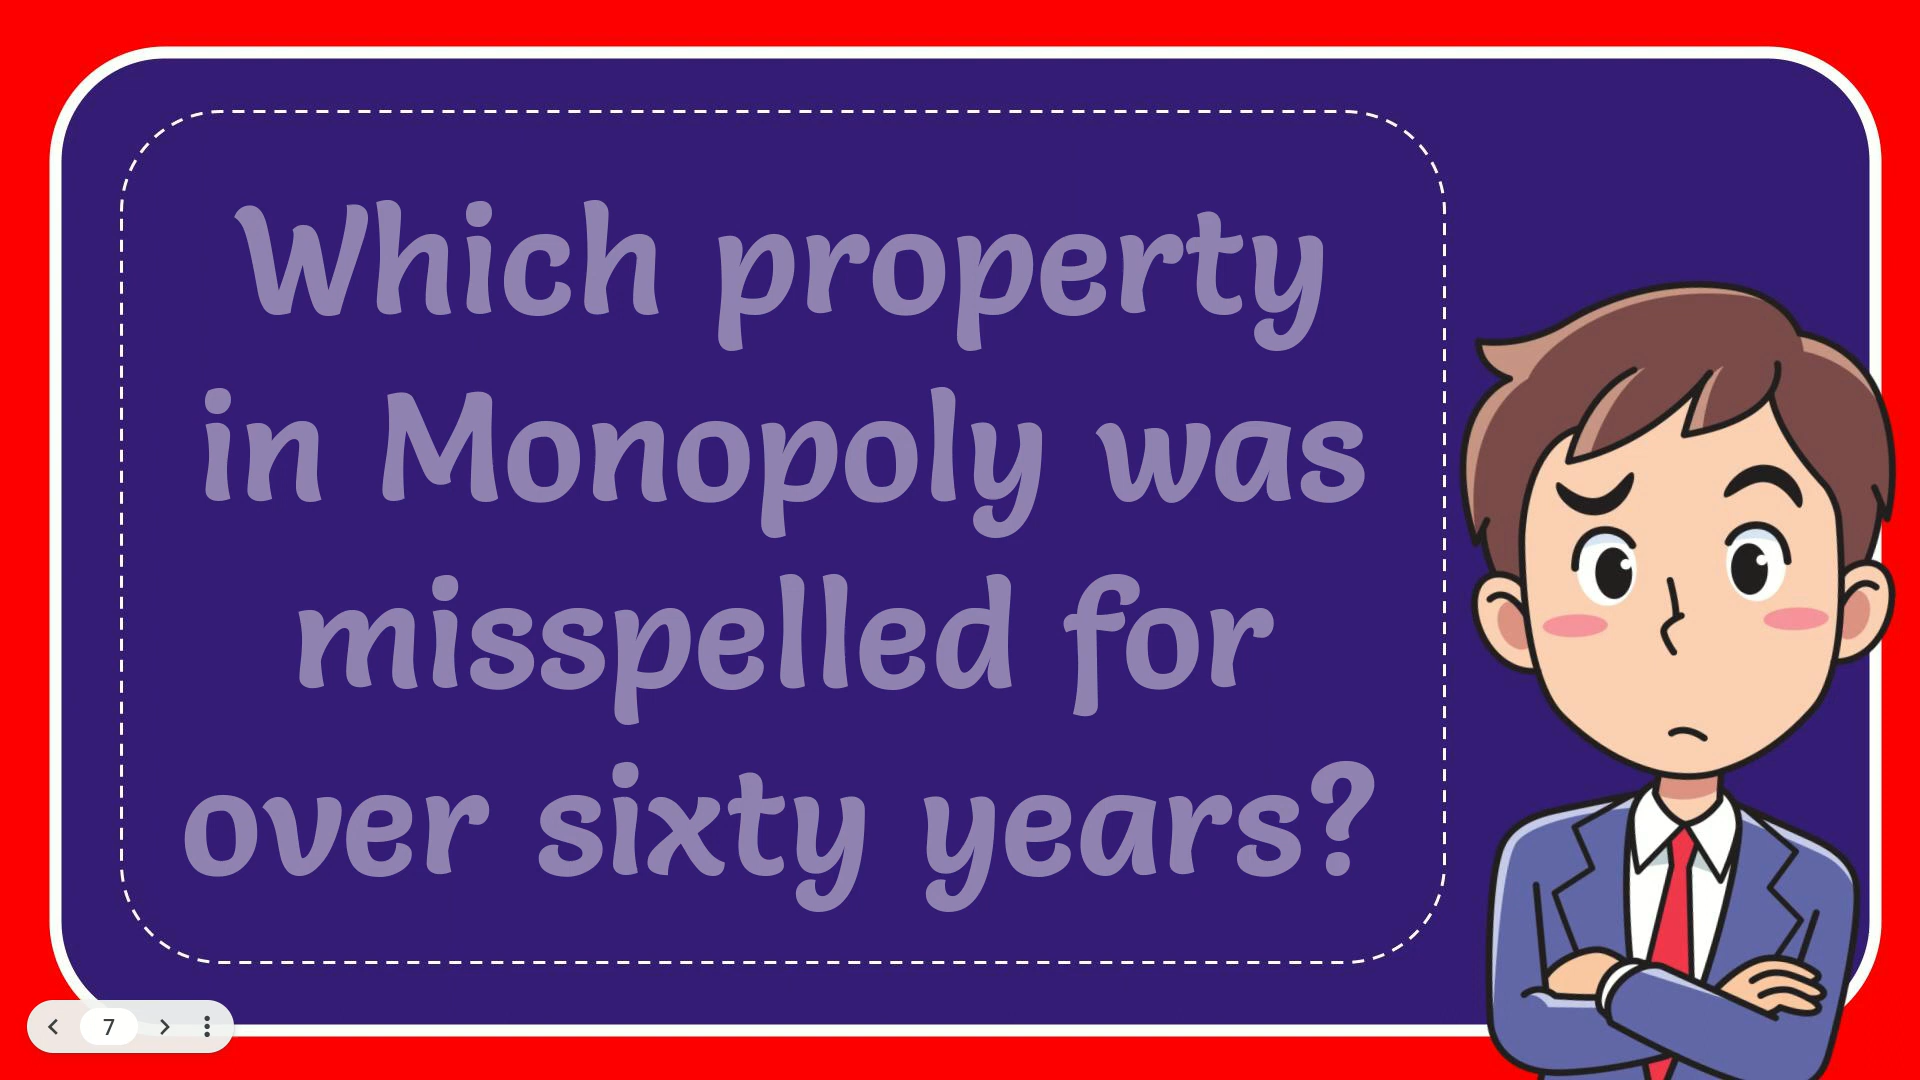 Which property
in Monopoly was
misspelled for
over sixty years?
7